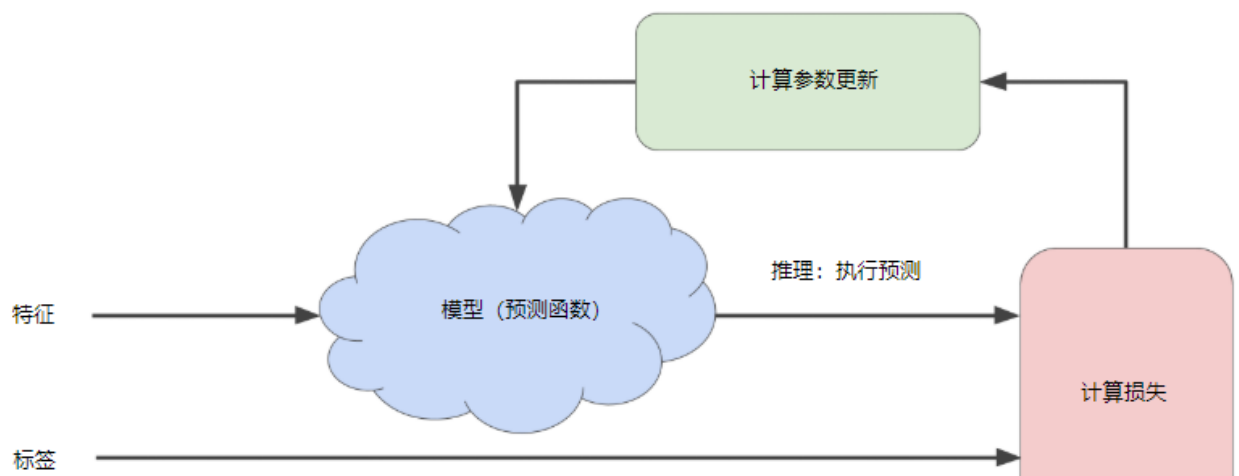 计算参数更新
推理：执行预测
特征
模型（预测函数）
计算损失
标签